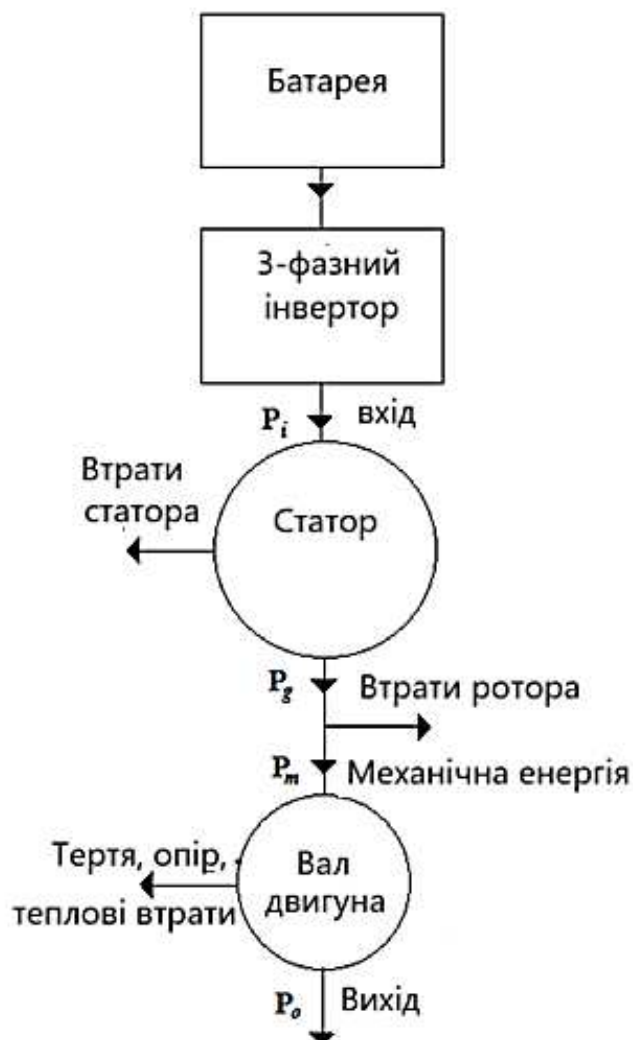 Батарея
3-фазний
інвертор
Pi вхід
Втрати
статора
Статор
Pg
Втрати ротора
Pm Механічна енергія
Тертя, опір,
теплові втрати
Вал
двигуна
Po Вихід